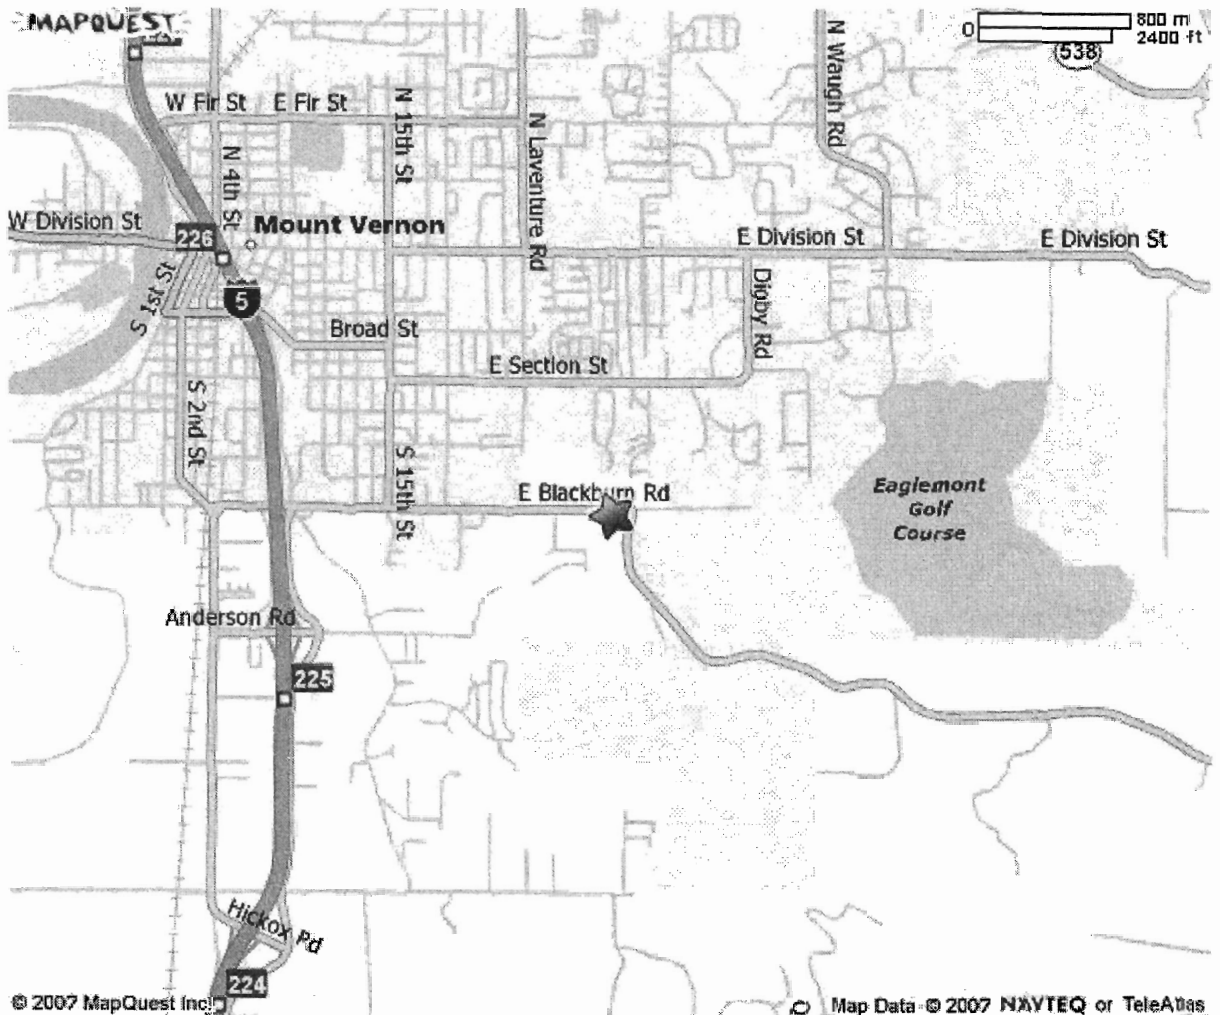 MAPQUEST
0
800 m
2400 ft
538
W Fir St
E Fir St
N 15th St
N Laventure Rd
N Waugh Rd
N 4th St
W Division St
226
Mount Vernon
E Division St
E Division St
S 1st St
5
Broad St
Digby Rd
E Section St
S 2nd St
S 15th St
E Blackburn Rd
Eaglemont
Golf
Course
Anderson Rd
225
Hickox Rd
224
© 2007 MapQuest Inc.
Map Data © 2007 NAVTEQ or TeleAtlas